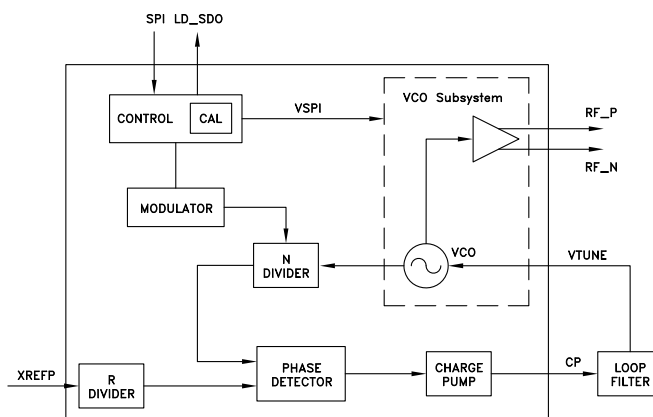 SPI LD_SDO
CONTROL
CAL
VSPI
VCO Subsystem
RF_P
RF_N
MODULATOR
N
DIVIDER
VCO
VTUNE
XREFP
R
DIVIDER
PHASE
DETECTOR
CHARGE
PUMP
CP
LOOP
FILTER